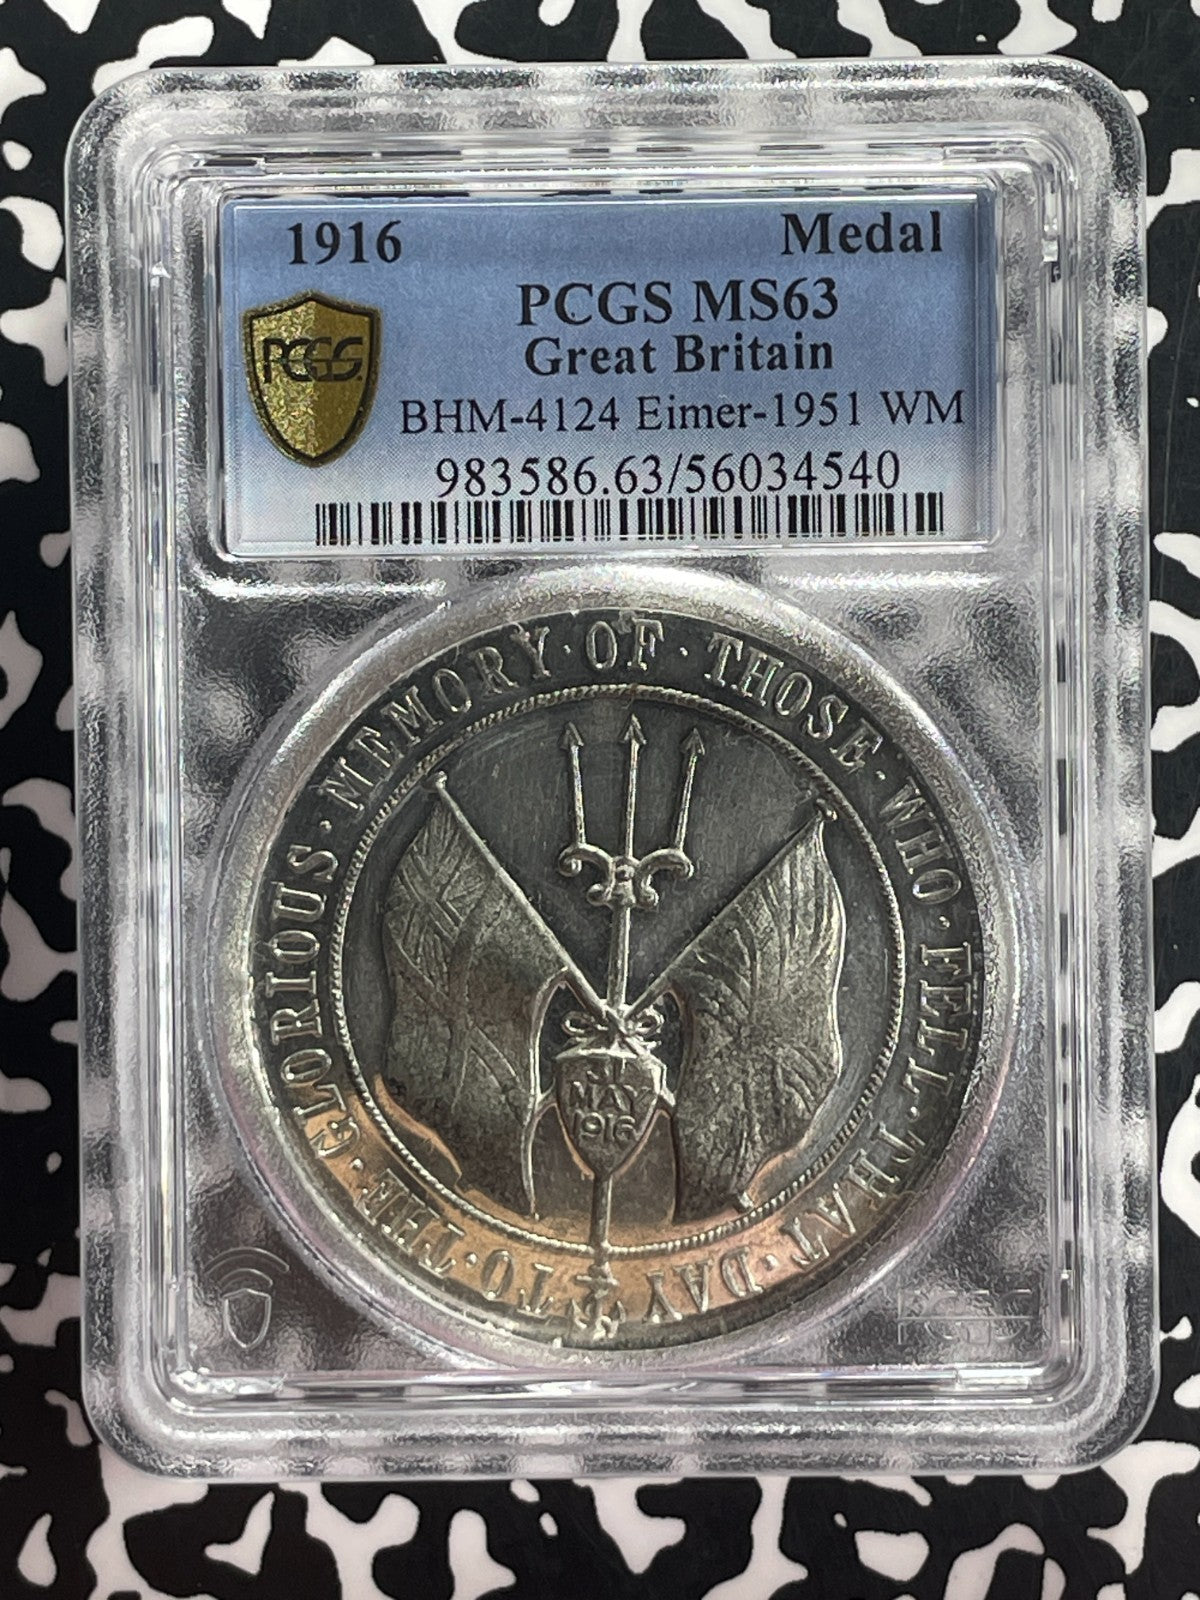 1916 Medal
PCGS MS63
PCGS
Great Britain
BHM-4124 Eimer-1951 WM
983586.63/56034540
TO · THE · GLORIOUS · MEMORY · OF · THOSE · WHO · FELL · THAT · DAY
31
MAY
1916
PCGS